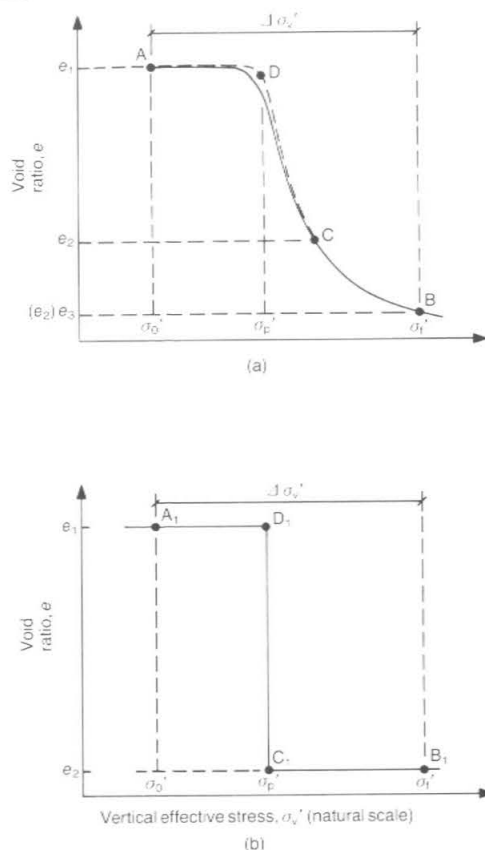 Δσz'
A
D
e₁
Void
ratio, e
e₂
C
(e₂) e₃
B
σ₀'
σp'
σf'
(a)
Δσv'
A₁
D₁
e₁
Void
ratio, e
e₂
C₁
B₁
σ₀'
σp'
σf'
Vertical effective stress, σv' (natural scale)
(b)